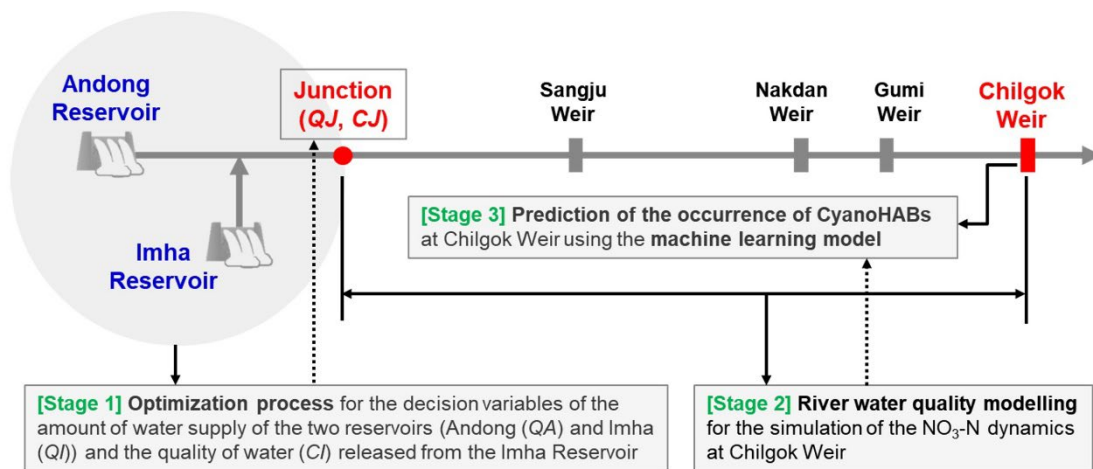 Andong
Reservoir
Junction
(QJ, CJ)
Sangju
Weir
Nakdan
Weir
Gumi
Weir
Chilgok
Weir
Imha
Reservoir
[Stage 3] Prediction of the occurrence of CyanoHABs
at Chilgok Weir using the machine learning model
[Stage 1] Optimization process for the decision variables of the
amount of water supply of the two reservoirs (Andong (QA) and Imha
(QI)) and the quality of water (CI) released from the Imha Reservoir
[Stage 2] River water quality modelling
for the simulation of the NO₃-N dynamics
at Chilgok Weir